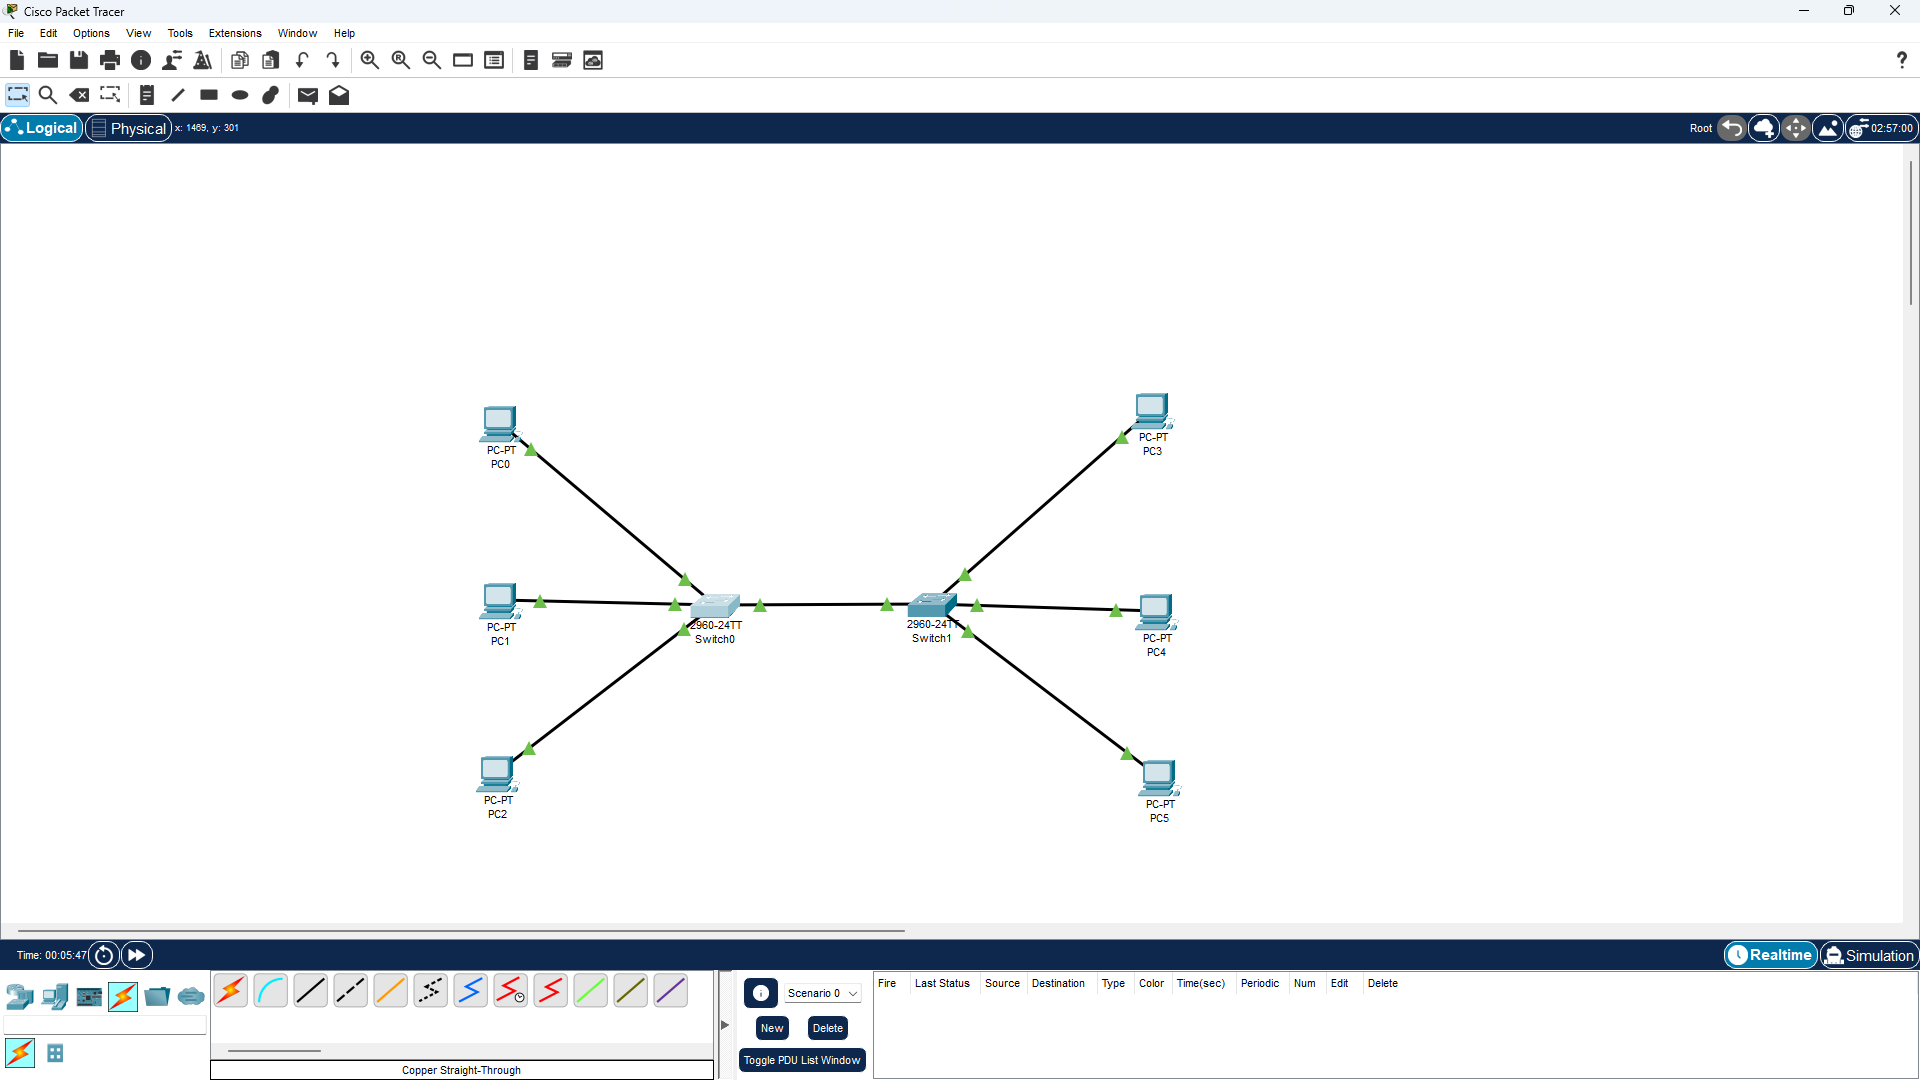 Cisco Packet Tracer
File Edit Options View Tools Extensions Window Help
?
Logical Physical x: 1469, y: 301 Root 02:57:00
PC-PT
PC0
PC-PT
PC3
PC-PT
PC1
2960-24TT
Switch0
2960-24TT
Switch1
PC-PT
PC4
PC-PT
PC2
PC-PT
PC5
Time: 00:05:47 Realtime Simulation
Scenario 0
New Delete
Toggle PDU List Window
Fire Last Status Source Destination Type Color Time(sec) Periodic Num Edit Delete
Copper Straight-Through